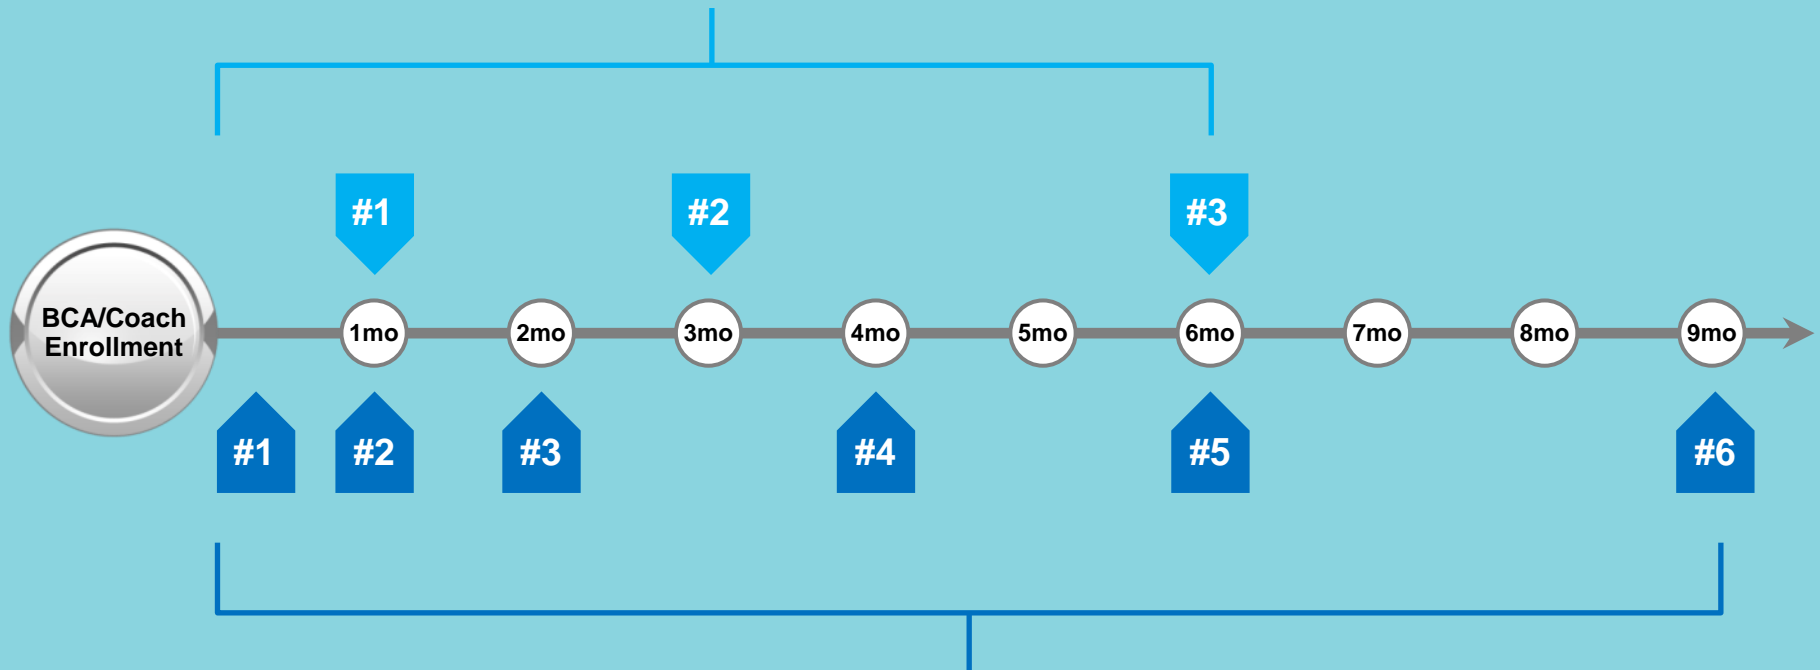 #1
#2
#3
BCA/Coach
Enrollment
1mo
2mo
3mo
4mo
5mo
6mo
7mo
8mo
9mo
#1
#2
#3
#4
#5
#6